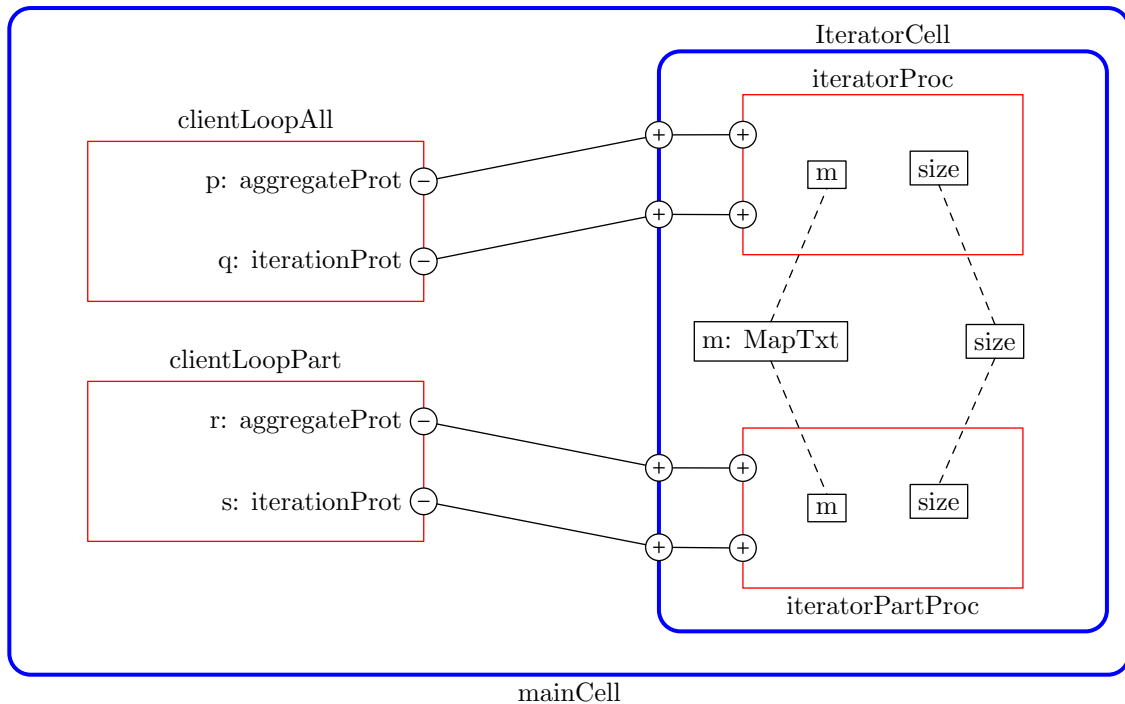 IteratorCell
iteratorProc
clientLoopAll
p: aggregateProt −
+ +
m size
q: iterationProt −
+ +
m: MapTxt size
clientLoopPart
r: aggregateProt −
+ +
s: iterationProt −
m size
+ +
iteratorPartProc
mainCell